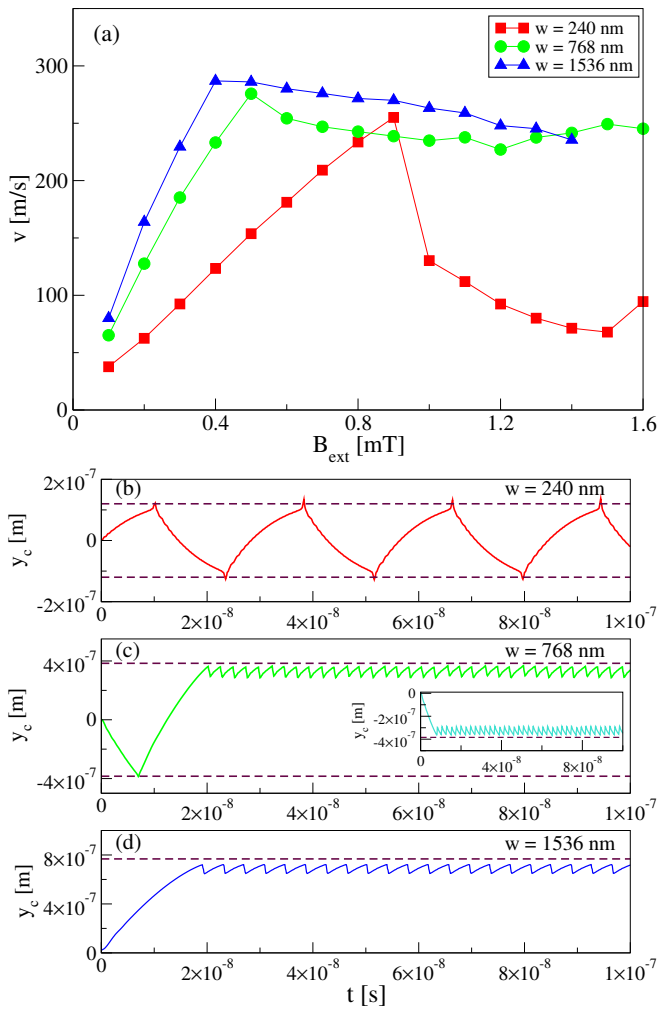 (a)
w = 240 nm
w = 768 nm
w = 1536 nm
300
200
100
0
v [m/s]
0 0.4 0.8 1.2 1.6
B_ext [mT]
(b)
w = 240 nm
2×10^-7
0
-2×10^-7
y_c [m]
0 2×10^-8 4×10^-8 6×10^-8 8×10^-8 1×10^-7
(c)
w = 768 nm
4×10^-7
0
-4×10^-7
y_c [m]
0
-2×10^-7
-4×10^-7
y_c [m]
0 4×10^-8 8×10^-8
0 2×10^-8 4×10^-8 6×10^-8 8×10^-8 1×10^-7
(d)
w = 1536 nm
8×10^-7
4×10^-7
0
y_c [m]
0 2×10^-8 4×10^-8 6×10^-8 8×10^-8 1×10^-7
t [s]